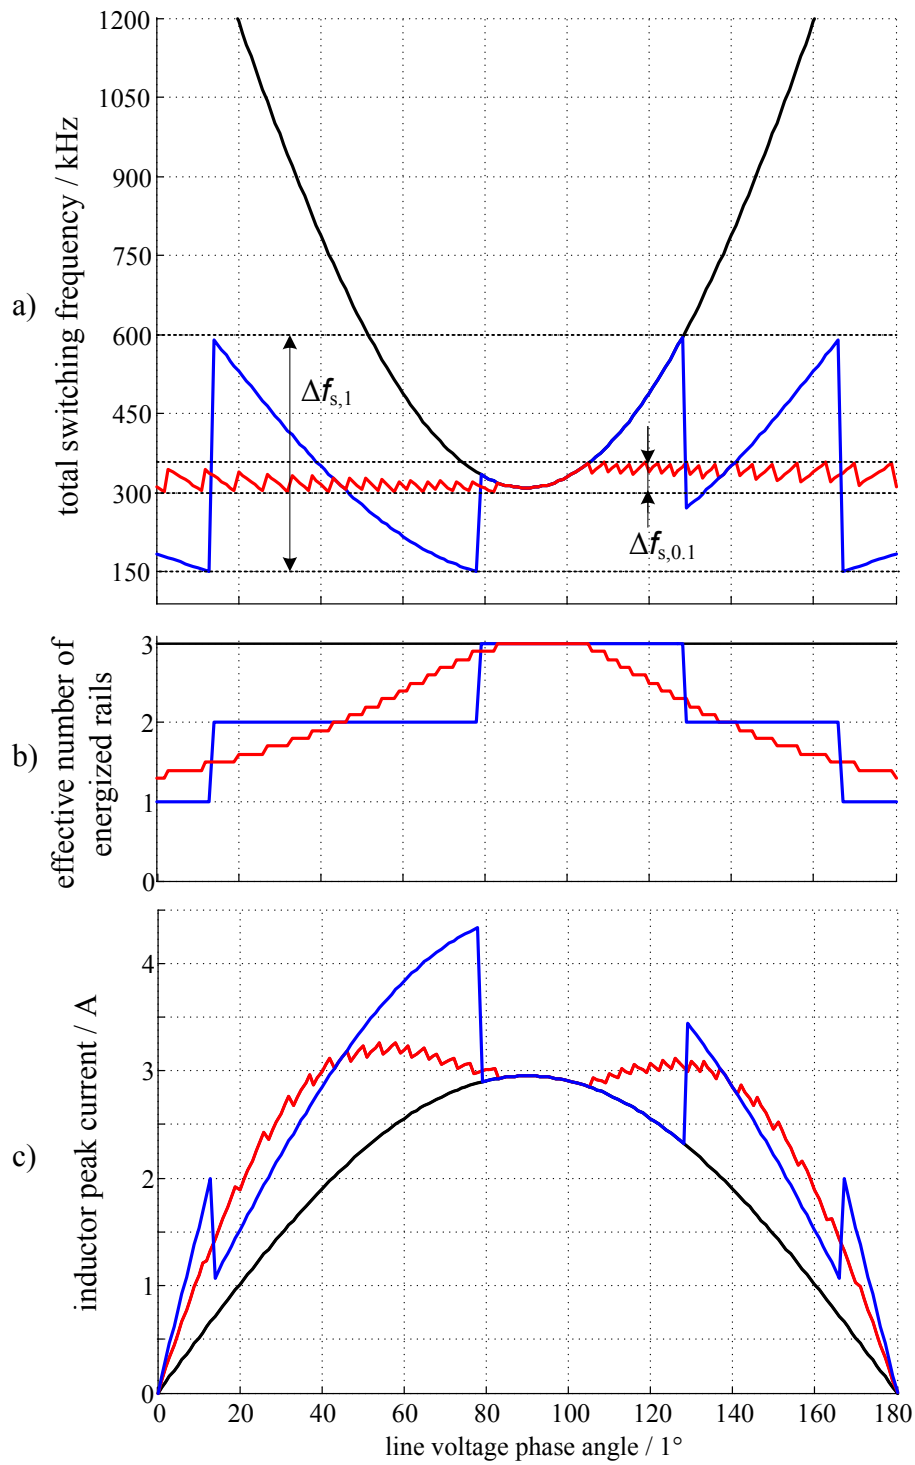 a)
total switching frequency / kHz
1200
1050
900
750
600
450
300
150
Δfs,1
Δfs,0.1
b)
effective number of
energized rails
3
2
1
0
c)
inductor peak current / A
4
3
2
1
0
0 20 40 60 80 100 120 140 160 180
line voltage phase angle / 1°